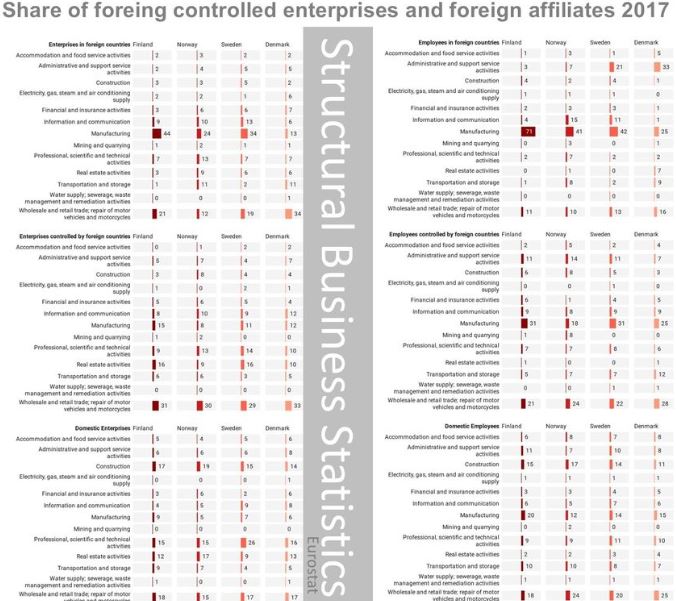 Share of foreing controlled enterprises and foreign affiliates 2017
Enterprises in foreign countries Finland Norway Sweden Denmark
Accommodation and food service activities 2 3 2 2
Administrative and support service
activities 2 4 5 5
Construction 3 3 2 5
Electricity, gas, steam and air conditioning
supply 2 2 1 6
Financial and insurance activities 3 6 6 7
Information and communication 9 10 13 6
Manufacturing 44 24 34 13
Mining and quarrying 1 2 1 1
Professional, scientific and technical
activities 7 13 7 7
Real estate activities 3 9 6 6
Transportation and storage 1 11 2 11
Water supply; sewerage, waste
management and remediation activities 0 0 0 1
Wholesale and retail trade; repair of motor
vehicles and motorcycles 21 12 19 34
Enterprises controlled by foreign countries Finland Norway Sweden Denmark
Accommodation and food service activities 0 1 2 2
Administrative and support service
activities 5 7 4 7
Construction 3 8 4 4
Electricity, gas, steam and air conditioning
supply 1 0 2 1
Financial and insurance activities 5 6 5 4
Information and communication 8 10 9 12
Manufacturing 15 8 11 12
Mining and quarrying 1 2 0 0
Professional, scientific and technical
activities 9 13 14 10
Real estate activities 16 9 16 10
Transportation and storage 6 6 3 5
Water supply; sewerage, waste
management and remediation activities 0 0 0 0
Wholesale and retail trade; repair of motor
vehicles and motorcycles 31 30 29 33
Domestic Enterprises Finland Norway Sweden Denmark
Accommodation and food service activities 5 4 5 6
Administrative and support service
activities 6 6 6 8
Construction 17 19 15 14
Electricity, gas, steam and air conditioning
supply 0 0 0 1
Financial and insurance activities 3 6 2 6
Information and communication 4 5 9 8
Manufacturing 9 5 7 6
Mining and quarrying 0 0 0 0
Professional, scientific and technical
activities 15 15 26 16
Real estate activities 12 17 9 13
Transportation and storage 9 7 4 5
Water supply; sewerage, waste
management and remediation activities 1 0 0 1
Wholesale and retail trade; repair of motor
vehicles and motorcycles 18 15 17 17
Structural Business Statistics
Eurostat
Employees in foreign countries Finland Norway Sweden Denmark
Accommodation and food service activities 1 3 1 5
Administrative and support service
activities 3 7 21 33
Construction 4 2 4 1
Electricity, gas, steam and air conditioning
supply 1 1 1 0
Financial and insurance activities 2 3 3 1
Information and communication 4 15 11 1
Manufacturing 71 41 42 25
Mining and quarrying 0 3 0 0
Professional, scientific and technical
activities 2 7 2 2
Real estate activities 0 1 0 7
Transportation and storage 1 8 2 9
Water supply; sewerage, waste
management and remediation activities 0 0 0 0
Wholesale and retail trade; repair of motor
vehicles and motorcycles 11 10 13 16
Employees controlled by foreign countries Finland Norway Sweden Denmark
Accommodation and food service activities 2 5 2 4
Administrative and support service
activities 11 14 11 7
Construction 6 8 5 3
Electricity, gas, steam and air conditioning
supply 0 0 1 0
Financial and insurance activities 6 1 4 5
Information and communication 9 8 9 9
Manufacturing 31 18 31 25
Mining and quarrying 1 8 0 0
Professional, scientific and technical
activities 7 7 8 6
Real estate activities 1 0 0 1
Transportation and storage 5 7 7 12
Water supply; sewerage, waste
management and remediation activities 0 0 1 1
Wholesale and retail trade; repair of motor
vehicles and motorcycles 21 24 22 28
Domestic Employees Finland Norway Sweden Denmark
Accommodation and food service activities 6 8 7 8
Administrative and support service
activities 11 7 10 8
Construction 15 17 14 11
Electricity, gas, steam and air conditioning
supply 1 1 1 1
Financial and insurance activities 3 3 4 5
Information and communication 6 5 7 6
Manufacturing 20 12 14 15
Mining and quarrying 0 2 0 0
Professional, scientific and technical
activities 9 9 11 10
Real estate activities 2 2 3 4
Transportation and storage 10 10 8 7
Water supply; sewerage, waste
management and remediation activities 1 1 1 1
Wholesale and retail trade; repair of motor
vehicles and motorcycles 18 24 20 25